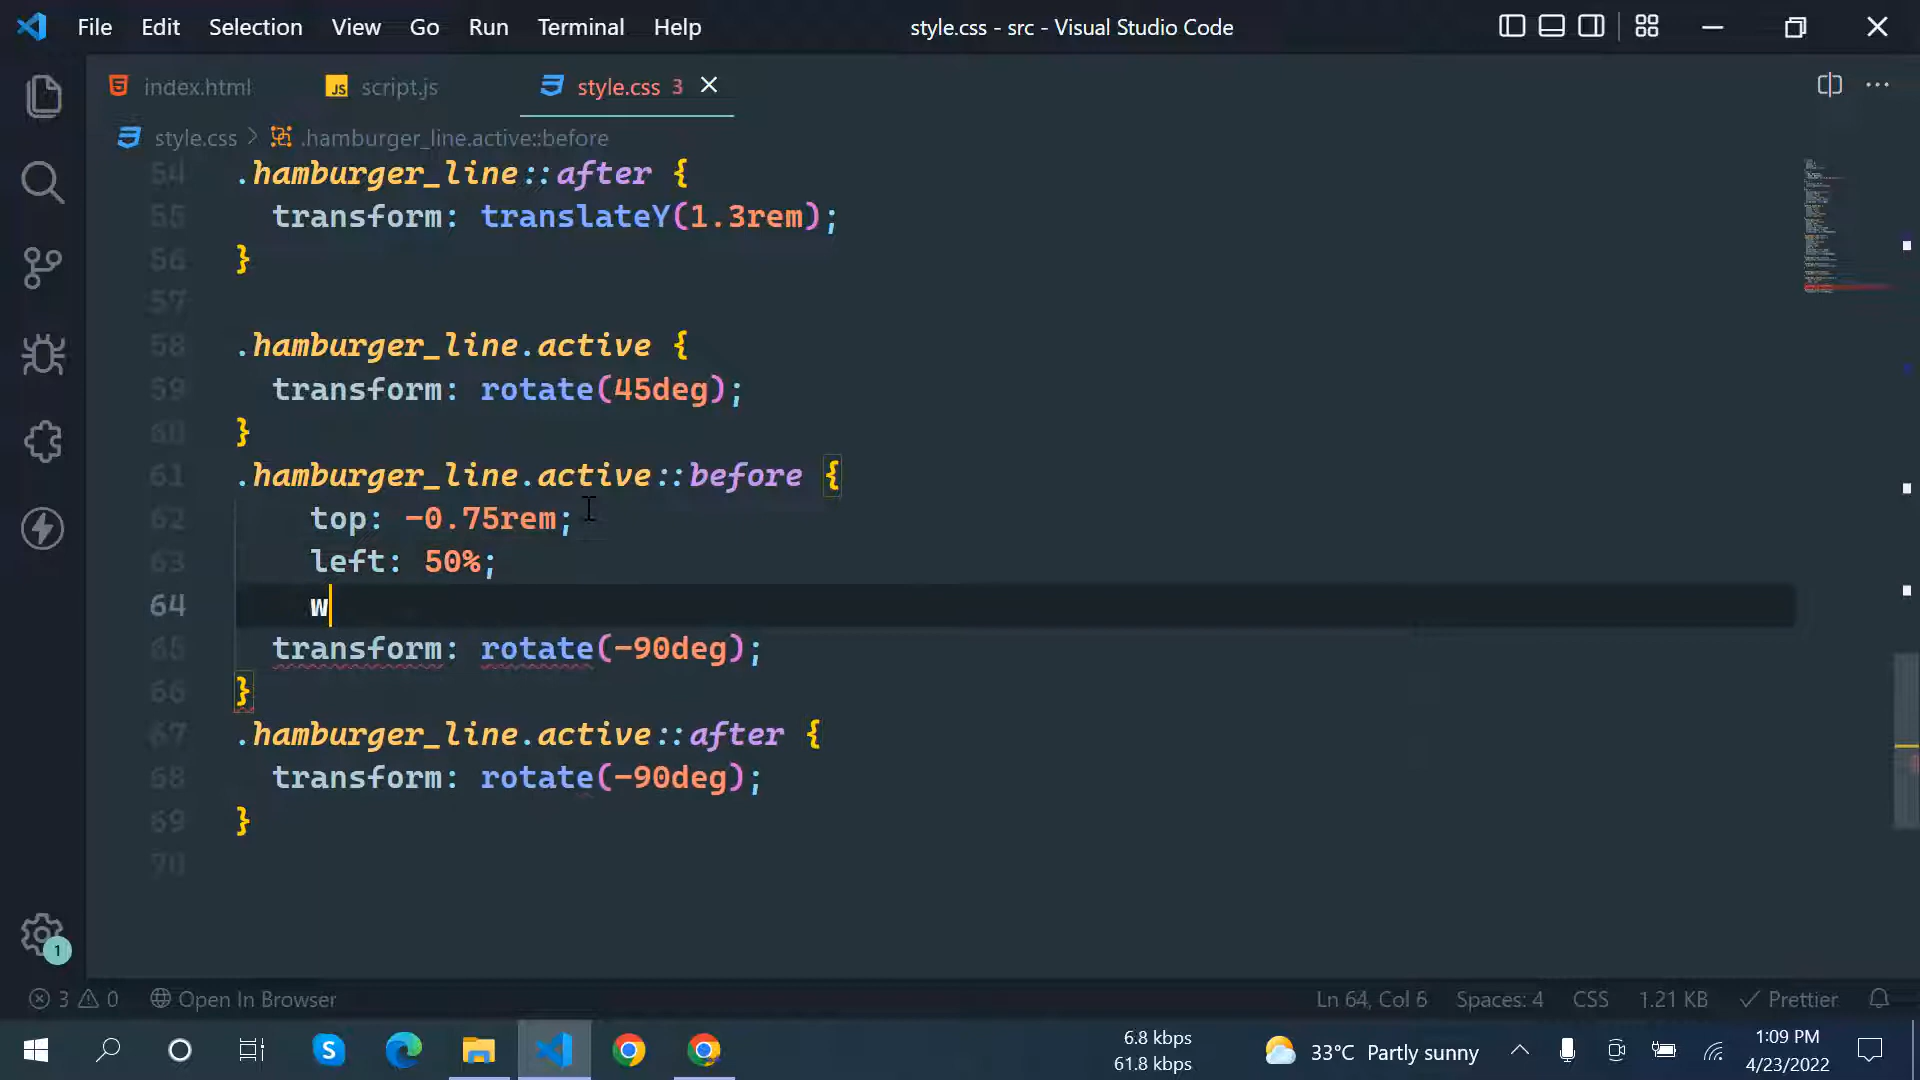 File Edit Selection View Go Run Terminal Help style.css - src - Visual Studio Code
index.html JS script.js style.css 3
style.css > .hamburger_line.active::before
54 .hamburger_line::after {
55 transform: translateY(1.3rem);
56 }
57
58 .hamburger_line.active {
59 transform: rotate(45deg);
60 }
61 .hamburger_line.active::before {
62 top: -0.75rem;
63 left: 50%;
64 w
65 transform: rotate(-90deg);
66 }
67 .hamburger_line.active::after {
68 transform: rotate(-90deg);
69 }
70
1
3 0 Open In Browser Ln 64, Col 6 Spaces: 4 CSS 1.21 KB Prettier
6.8 kbps
61.8 kbps
33°C Partly sunny
1:09 PM
4/23/2022